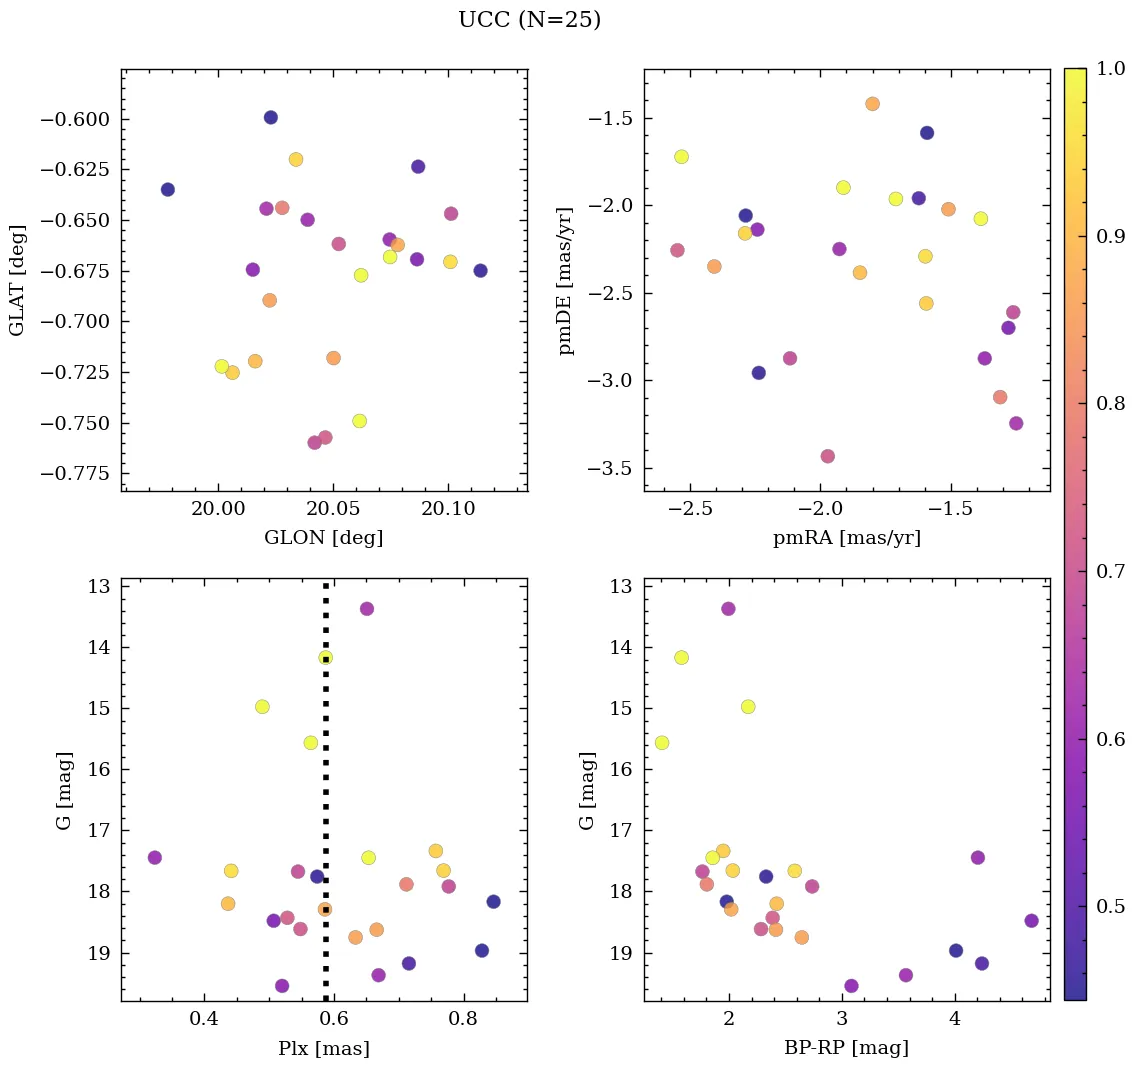 UCC (N=25)
−0.600
−0.625
−0.650
−0.675
−0.700
−0.725
−0.750
−0.775
GLAT [deg]
20.00 20.05 20.10
GLON [deg]
−1.5
−2.0
−2.5
−3.0
−3.5
pmDE [mas/yr]
−2.5 −2.0 −1.5
pmRA [mas/yr]
13
14
15
16
17
18
19
G [mag]
0.4 0.6 0.8
Plx [mas]
13
14
15
16
17
18
19
G [mag]
2 3 4
BP-RP [mag]
1.0
0.9
0.8
0.7
0.6
0.5